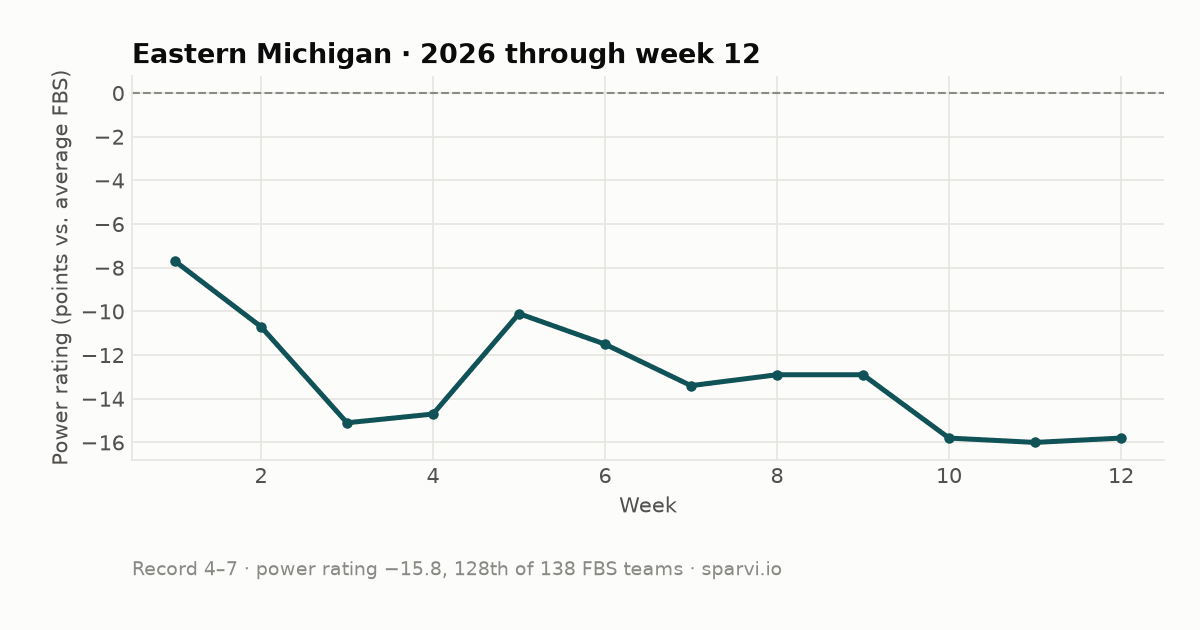 Eastern Michigan · 2026 through week 12
Power rating (points vs. average FBS)
0
−2
−4
−6
−8
−10
−12
−14
−16
2 4 6 8 10 12
Week
Record 4–7 · power rating −15.8, 128th of 138 FBS teams · sparvi.io